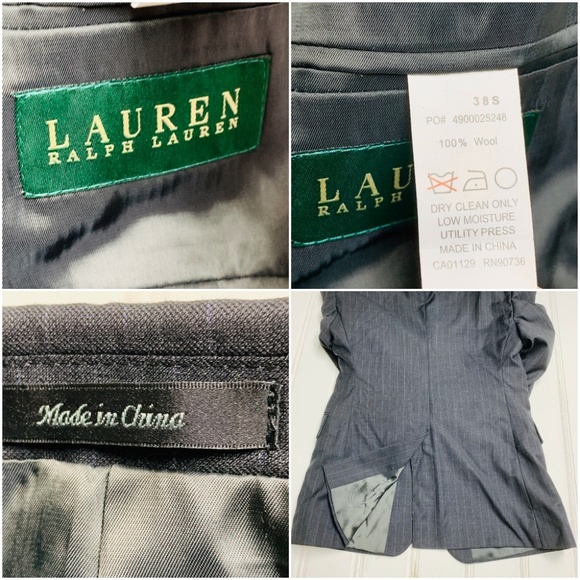 LAUREN
RALPH LAUREN
38S
PO# 4900025248
100% Wool
LAU
RALPH
DRY CLEAN ONLY
LOW MOISTURE
UTILITY PRESS
MADE IN CHINA
CA01129 RN90736
Made in China